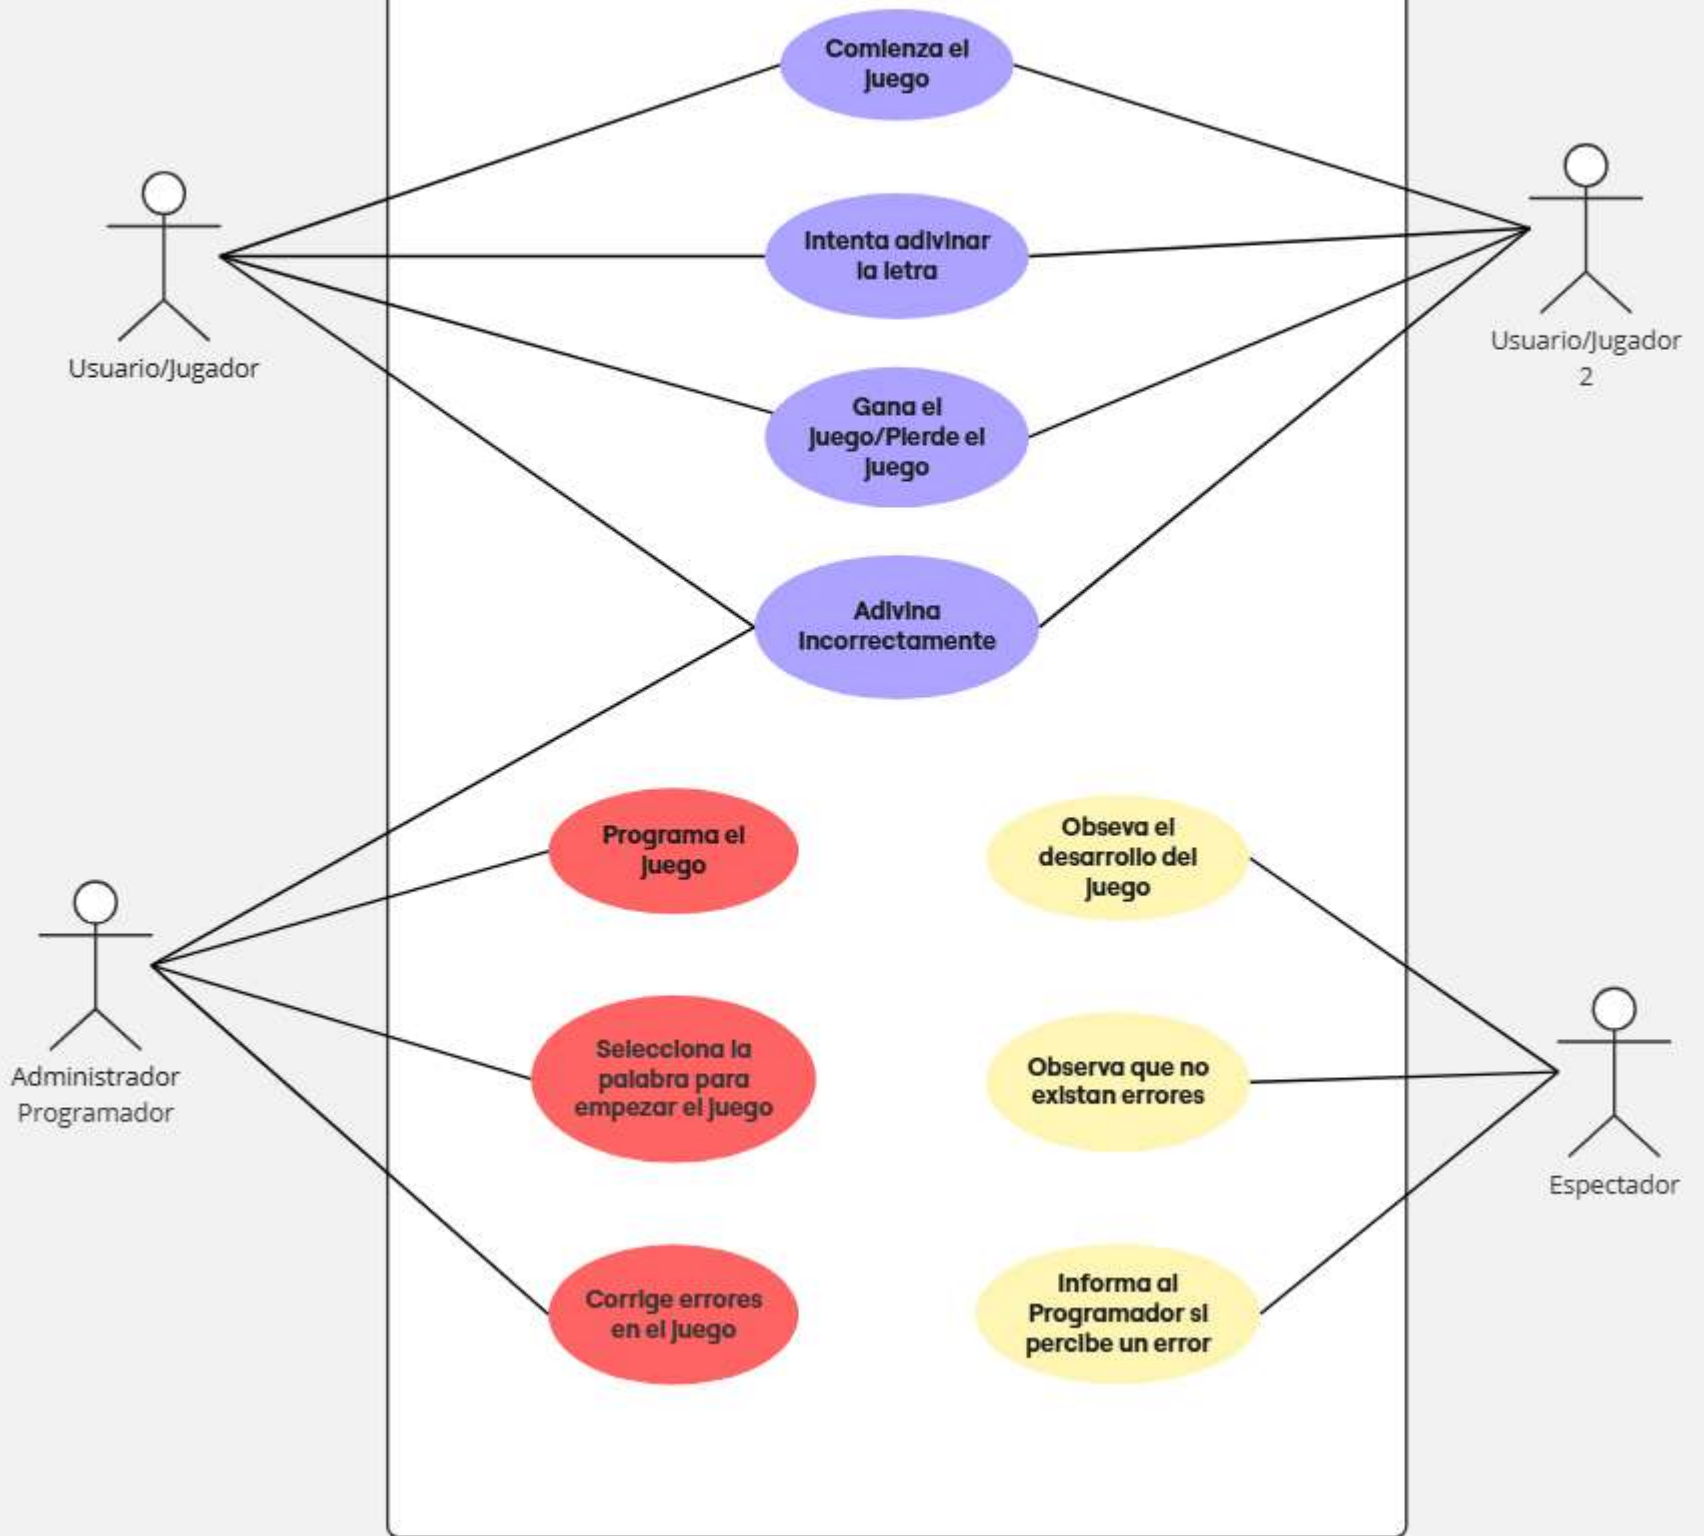 Comienza el
juego
Intenta adivinar
la letra
Usuario/Jugador
Usuario/Jugador
2
Gana el
juego/Pierde el
juego
Adivina
Incorrectamente
Programa el
juego
Obseva el
desarrollo del
juego
Administrador
Programador
Selecciona la
palabra para
empezar el juego
Observa que no
existan errores
Espectador
Corrige errores
en el juego
Informa al
Programador si
percibe un error